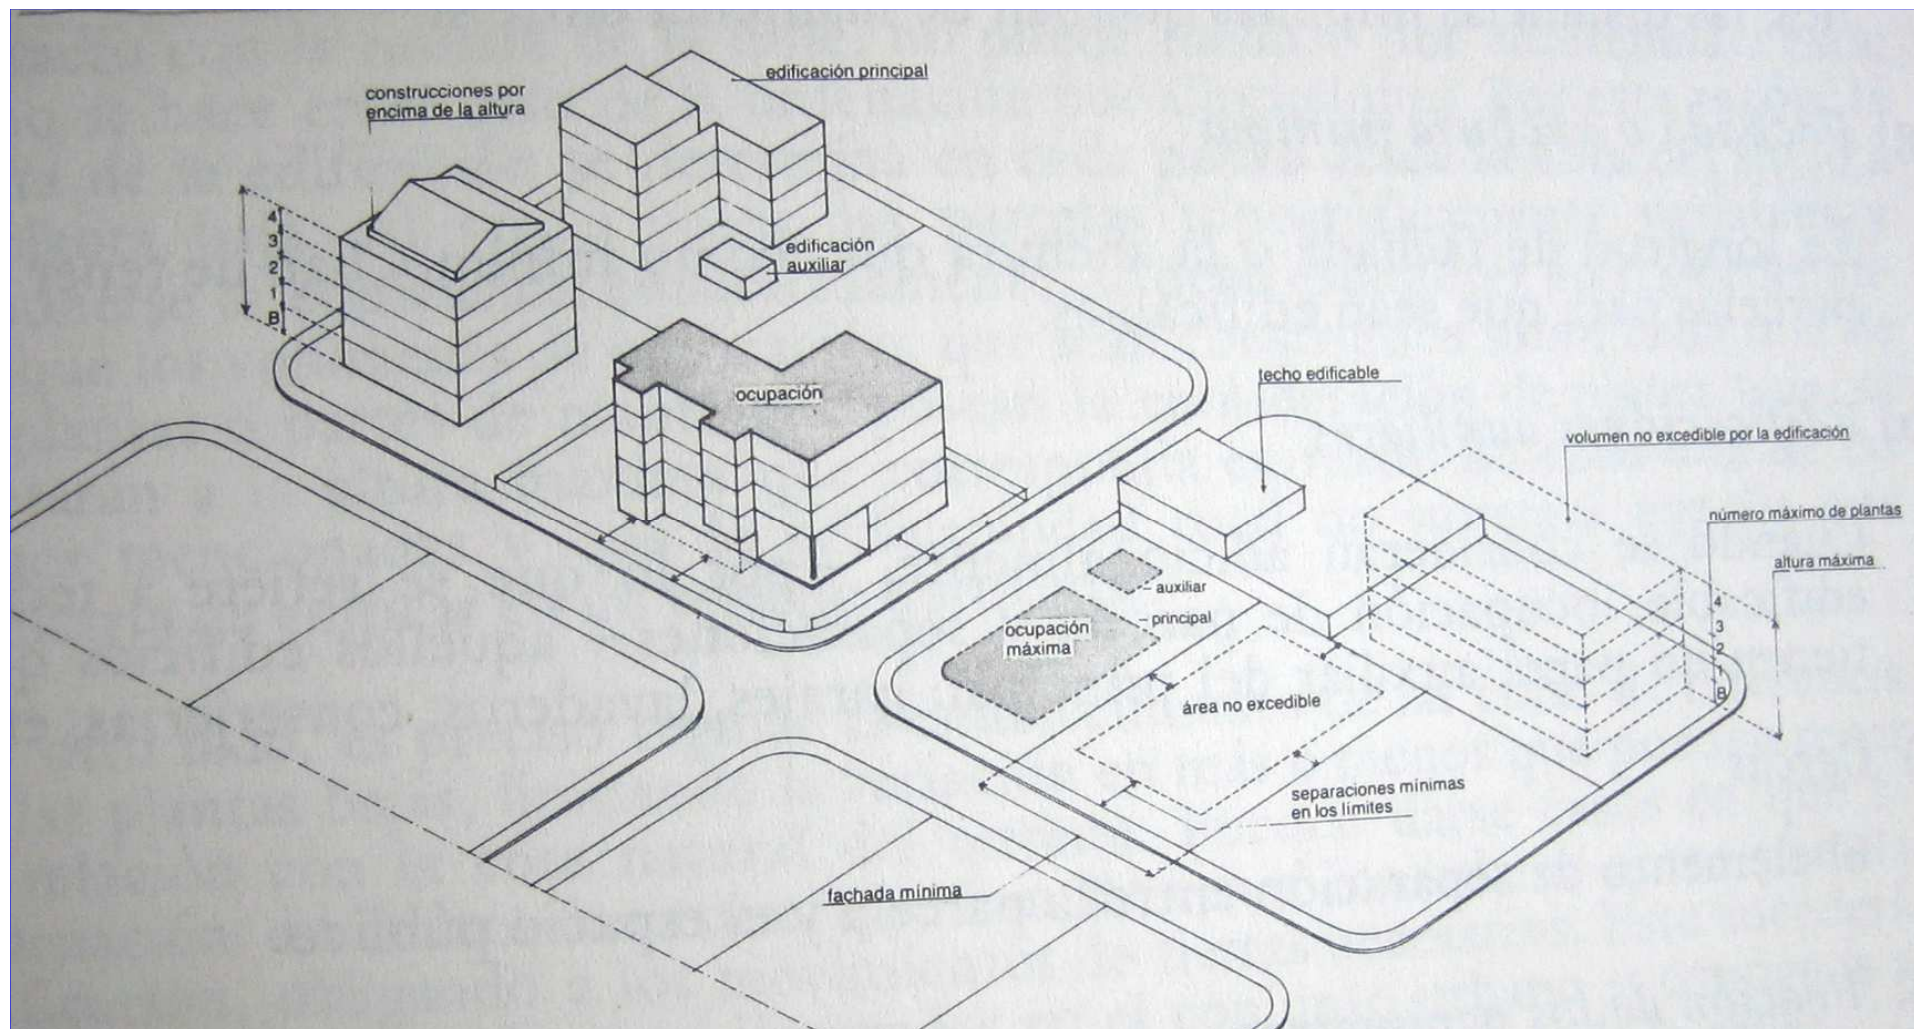 edificación principal
construcciones por
encima de la altura
4
3
2
1
B
edificación
auxiliar
ocupación
techo edificable
volumen no excedible por la edificación
número máximo de plantas
altura máxima
auxiliar
principal
ocupación
máxima
4
3
2
1
B
área no excedible
separaciones mínimas
en los límites
fachada mínima